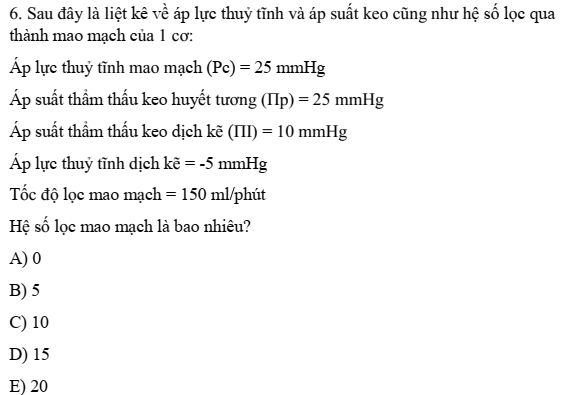 6. Sau đây là liệt kê về áp lực thuỷ tĩnh và áp suất keo cũng như hệ số lọc qua
thành mao mạch của 1 cơ:
Áp lực thuỷ tĩnh mao mạch (Pc) = 25 mmHg
Áp suất thẩm thấu keo huyết tương (Πp) = 25 mmHg
Áp suất thẩm thấu keo dịch kẽ (ΠI) = 10 mmHg
Áp lực thuỷ tĩnh dịch kẽ = -5 mmHg
Tốc độ lọc mao mạch = 150 ml/phút
Hệ số lọc mao mạch là bao nhiêu?
A) 0
B) 5
C) 10
D) 15
E) 20